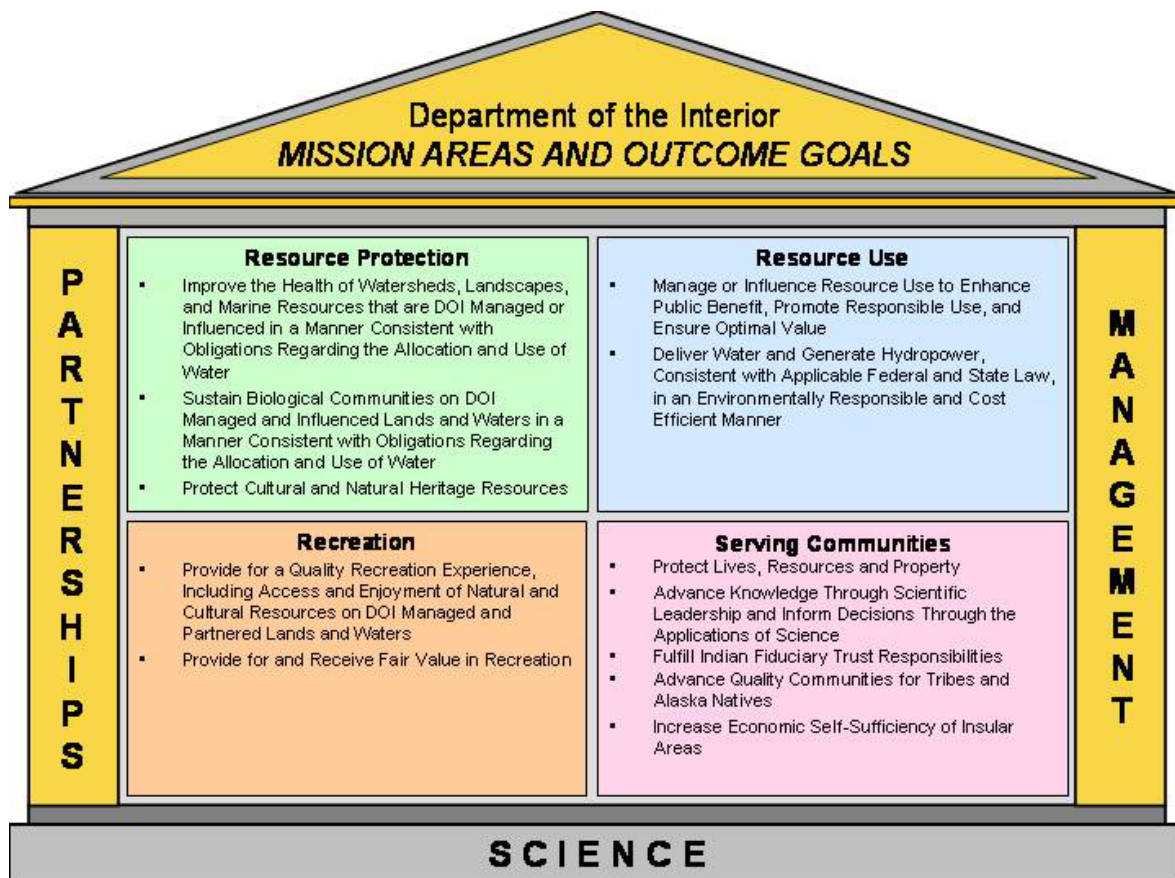 Department of the Interior
MISSION AREAS AND OUTCOME GOALS
PARTNERSHIPS
Resource Protection
▪ Improve the Health of Watersheds, Landscapes,
and Marine Resources that are DOI Managed or
Influenced in a Manner Consistent with
Obligations Regarding the Allocation and Use of
Water
▪ Sustain Biological Communities on DOI
Managed and Influenced Lands and Waters in a
Manner Consistent with Obligations Regarding
the Allocation and Use of Water
▪ Protect Cultural and Natural Heritage Resources
Resource Use
▪ Manage or Influence Resource Use to Enhance
Public Benefit, Promote Responsible Use, and
Ensure Optimal Value
▪ Deliver Water and Generate Hydropower,
Consistent with Applicable Federal and State Law,
in an Environmentally Responsible and Cost
Efficient Manner
Recreation
▪ Provide for a Quality Recreation Experience,
Including Access and Enjoyment of Natural and
Cultural Resources on DOI Managed and
Partnered Lands and Waters
▪ Provide for and Receive Fair Value in Recreation
Serving Communities
▪ Protect Lives, Resources and Property
▪ Advance Knowledge Through Scientific
Leadership and Inform Decisions Through the
Applications of Science
▪ Fulfill Indian Fiduciary Trust Responsibilities
▪ Advance Quality Communities for Tribes and
Alaska Natives
▪ Increase Economic Self-Sufficiency of Insular
Areas
MANAGEMENT
SCIENCE